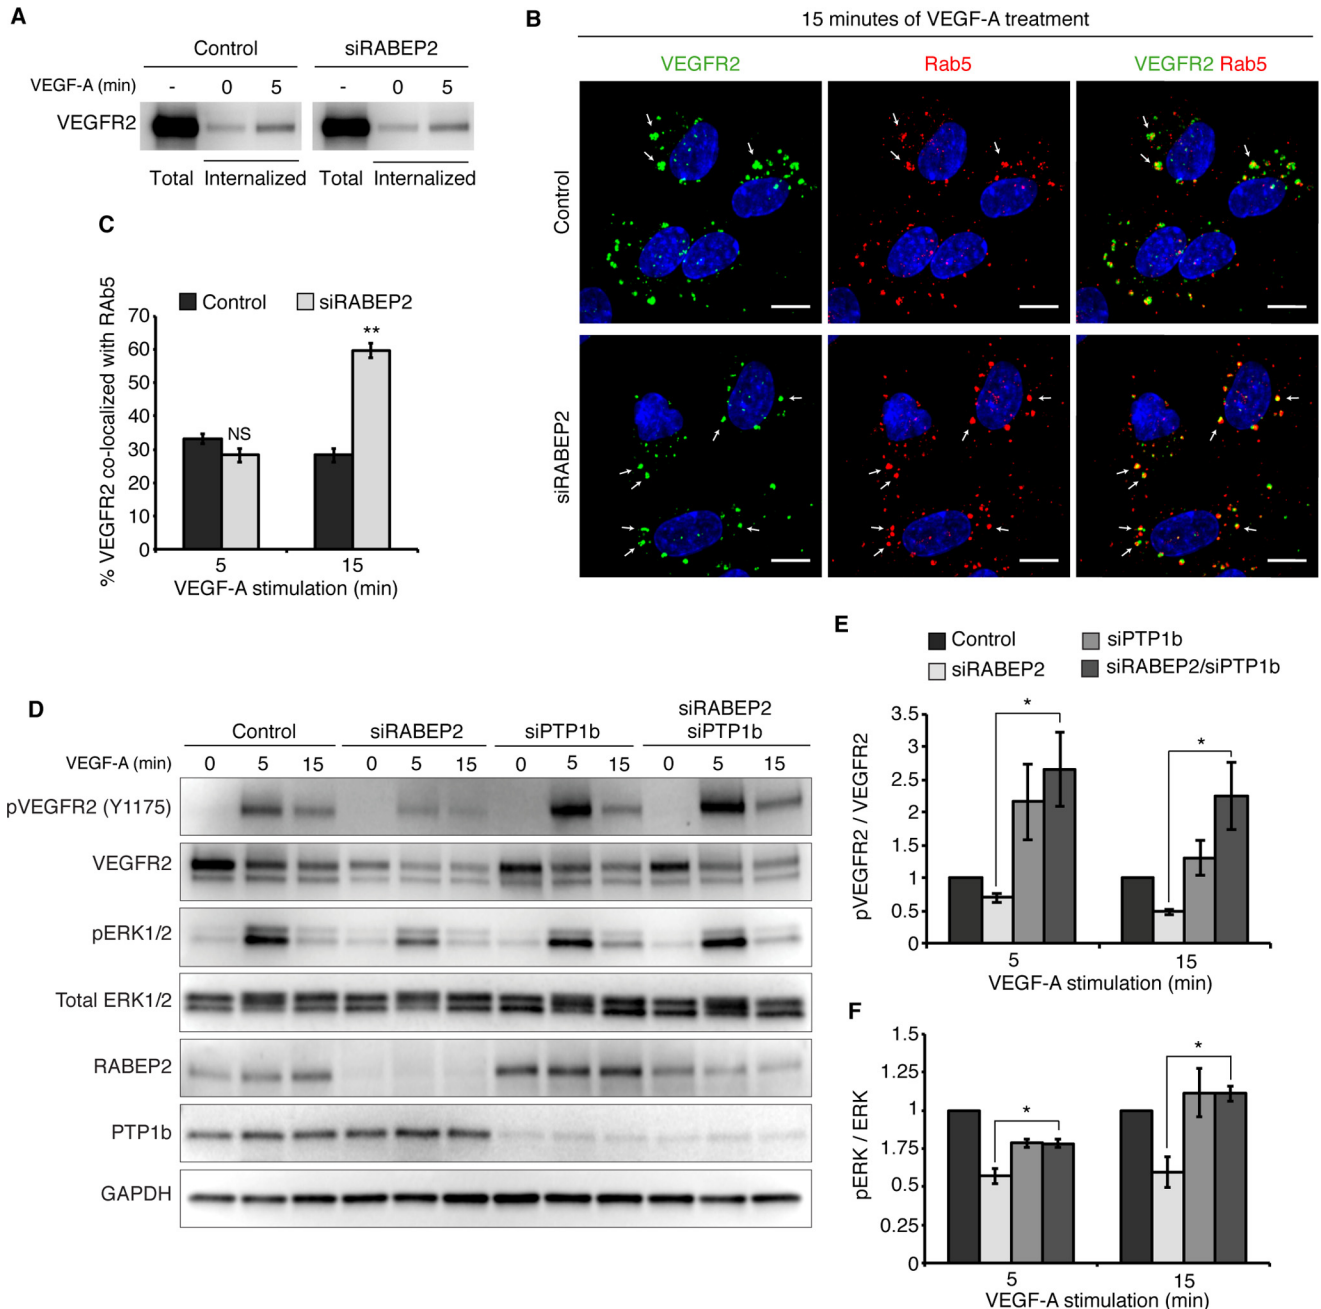 A
Control siRABEP2
VEGF-A (min) - 0 5 - 0 5
VEGFR2
Total Internalized Total Internalized
B
15 minutes of VEGF-A treatment
VEGFR2 Rab5 VEGFR2 Rab5
Control
siRABEP2
C
Control siRABEP2
% VEGFR2 co-localized with RAb5
70
60
50
40
30
20
10
0
NS
**
5 15
VEGF-A stimulation (min)
D
Control siRABEP2 siPTP1b siRABEP2
siPTP1b
VEGF-A (min) 0 5 15 0 5 15 0 5 15 0 5 15
pVEGFR2 (Y1175)
VEGFR2
pERK1/2
Total ERK1/2
RABEP2
PTP1b
GAPDH
E
Control siPTP1b
siRABEP2 siRABEP2/siPTP1b
pVEGFR2 / VEGFR2
3.5
3
2.5
2
1.5
1
0.5
0
*
*
5 15
VEGF-A stimulation (min)
F
pERK / ERK
1.5
1.25
1
1.75
0.5
0.25
0
*
*
5 15
VEGF-A stimulation (min)